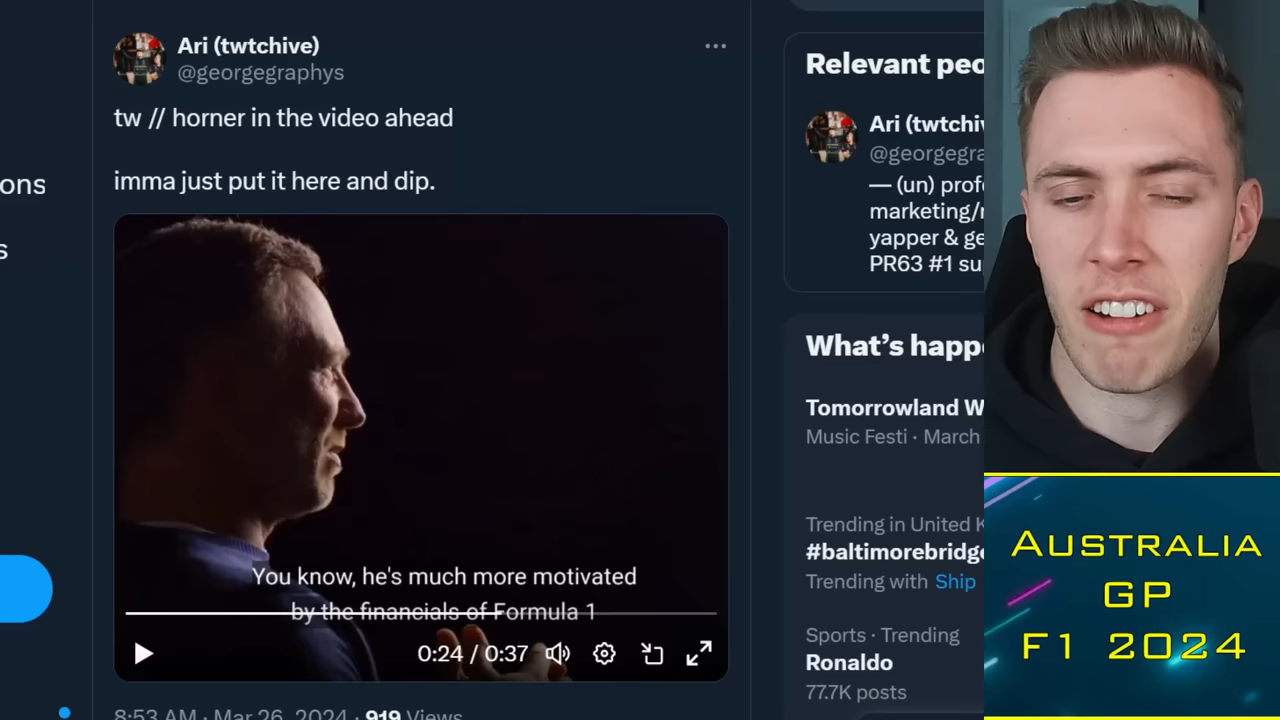 ons
s
Ari (twtchive)
@georgegraphys
tw // horner in the video ahead
imma just put it here and dip.
You know, he's much more motivated
by the financials of Formula 1
0:24 / 0:37
8:53 AM · Mar 26, 2024 · 919 Views
Relevant peo
Ari (twtchiv
@georgegra
— (un) profe
marketing/
yapper & ge
PR63 #1 su
What's happ
Tomorrowland W
Music Festi · March
Trending in United K
#baltimorebridge
Trending with Ship
Sports · Trending
Ronaldo
77.7K posts
AUSTRALIA
GP
F1 2024